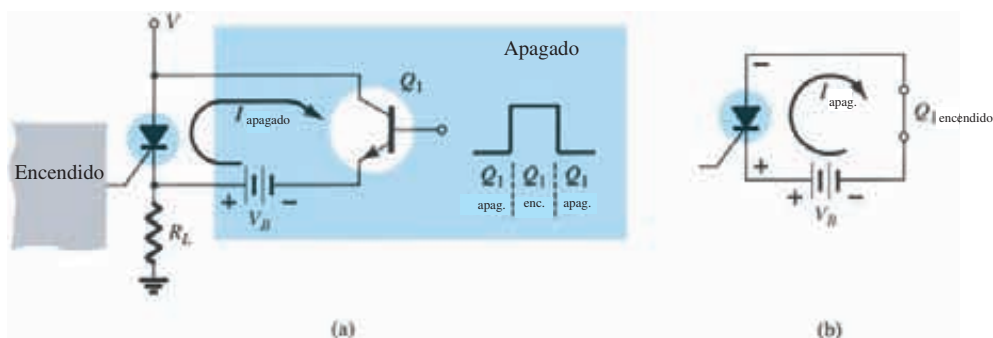 V
Apagado
Q₁
I apagado
Encendido
+ V_B −
R_L
Q₁ apag.
Q₁ enc.
Q₁ apag.
(a)
−
I apag.
Q₁ encendido
+
+ V_B −
(b)